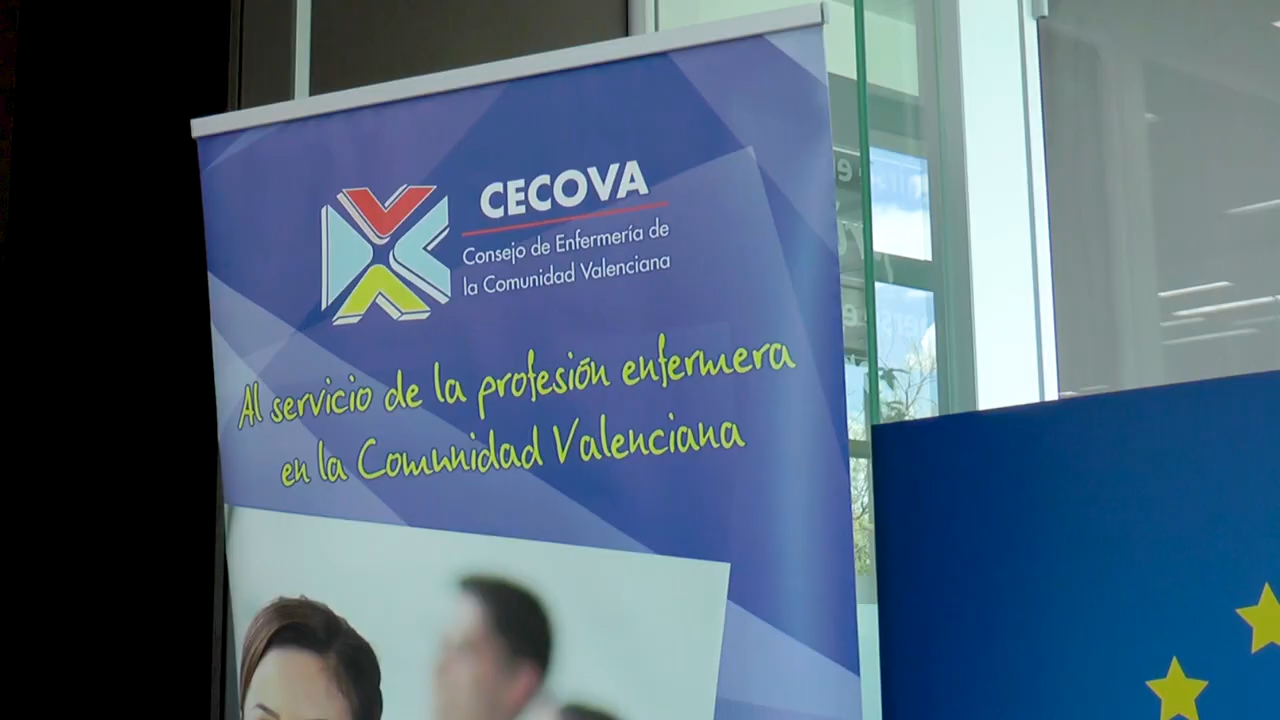 CECOVA
Consejo de Enfermería de
la Comunidad Valenciana
Al servicio de la profesión enfermera
en la Comunidad Valenciana